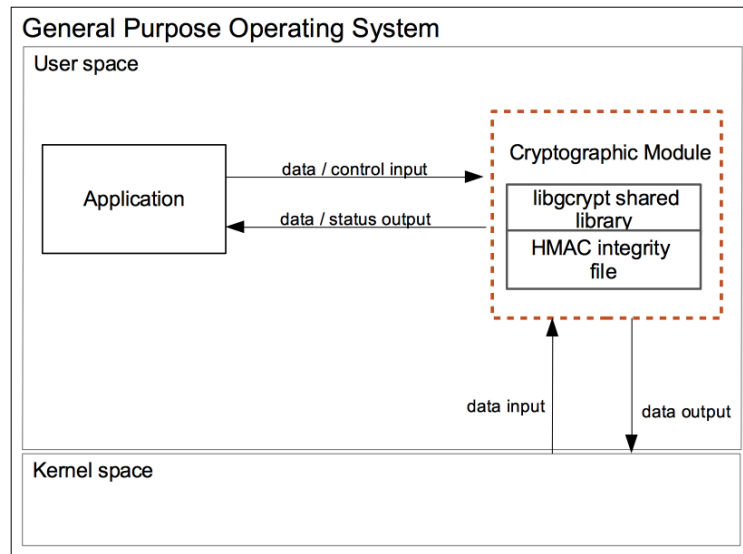 General Purpose Operating System
User space
Cryptographic Module
data / control input
Application
libgcrypt shared
library
data / status output
HMAC integrity
file
data input
data output
Kernel space